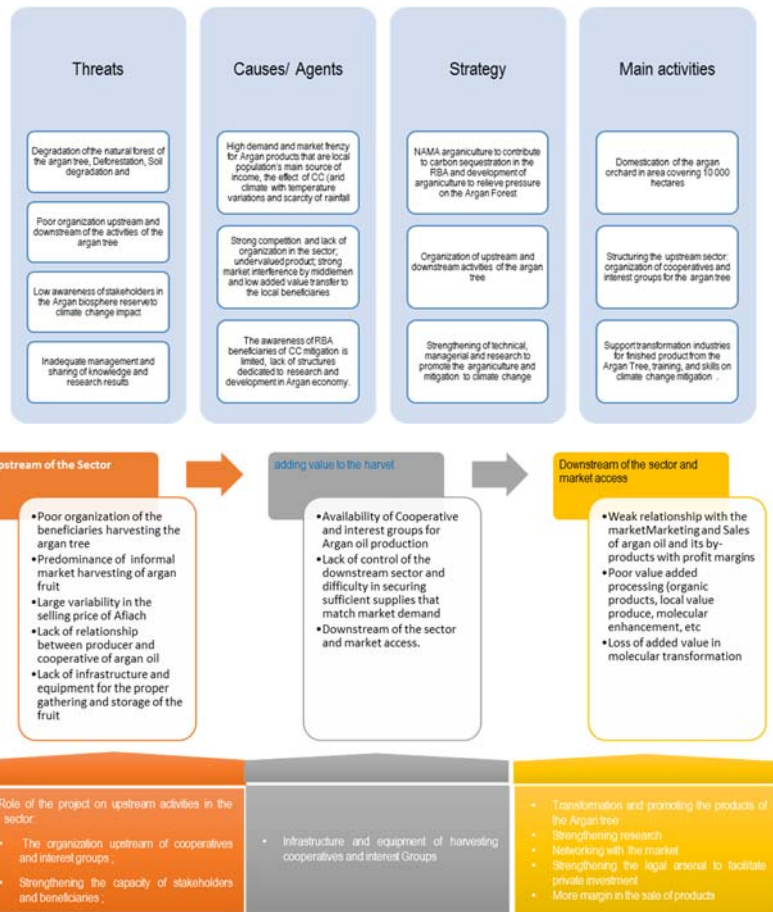 Threats
Degradation of the natural forest of
the argan tree, Deforestation, Soil
degradation and
Poor organization upstream and
downstream of the activities of the
argan tree
Low awareness of stakeholders in
the Argan biosphere reserve to
climate change impact
Inadequate management and
sharing of knowledge and
research results
Causes/ Agents
High demand and market frenzy
for Argan products that are local
population's main source of
income, the effect of CC (arid
climate with temperature
variations and scarcity of rainfall
Strong competition and lack of
organization in the sector;
undervalued product; strong
market interference by middlemen
and low added value transfer to
the local beneficiaries
The awareness of RBA
beneficiaries of CC mitigation is
limited, lack of structures
dedicated to research and
development in Argan economy.
Strategy
NAMA arganiculture to contribute
to carbon sequestration in the
RBA and development of
arganiculture to relieve pressure
on the Argan Forest
Organization of upstream and
downstream activities of the argan
tree
Strengthening of technical,
managerial and research to
promote the arganiculture and
mitigation to climate change
Main activities
Domestication of the argan
orchard in area covering 10 000
hectares
Structuring the upstream sector:
organization of cooperatives and
interest groups for the argan tree
Support transformation industries
for finished product from the
Argan Tree, training, and skills on
climate change mitigation .
pstream of the Sector
•Poor organization of the
beneficiaries harvesting the
argan tree
•Predominance of informal
market harvesting of argan
fruit
•Large variability in the
selling price of Afiach
•Lack of relationship
between producer and
cooperative of argan oil
•Lack of infrastructure and
equipment for the proper
gathering and storage of the
fruit
adding value to the harvet
•Availability of Cooperative
and interest groups for
Argan oil production
•Lack of control of the
downstream sector and
difficulty in securing
sufficient supplies that
match market demand
•Downstream of the sector
and market access.
Downstream of the sector and
market access
•Weak relationship with the
marketMarketing and Sales
of argan oil and its by-
products with profit margins
•Poor value added
processing (organic
products, local value
produce, molecular
enhancement, etc
•Loss of added value in
molecular transformation
Role of the project on upstream activities in the
sector:
• The organization upstream of cooperatives
and interest groups ;
• Strengthening the capacity of stakeholders
and beneficiaries ;
• Infrastructure and equipment of harvesting
cooperatives and interest Groups
• Transformation and promoting the products of
the Argan tree
• Strengthening research
• Networking with the market
• Strengthening the legal arsenal to facilitate
private investment
• More margin in the sale of products